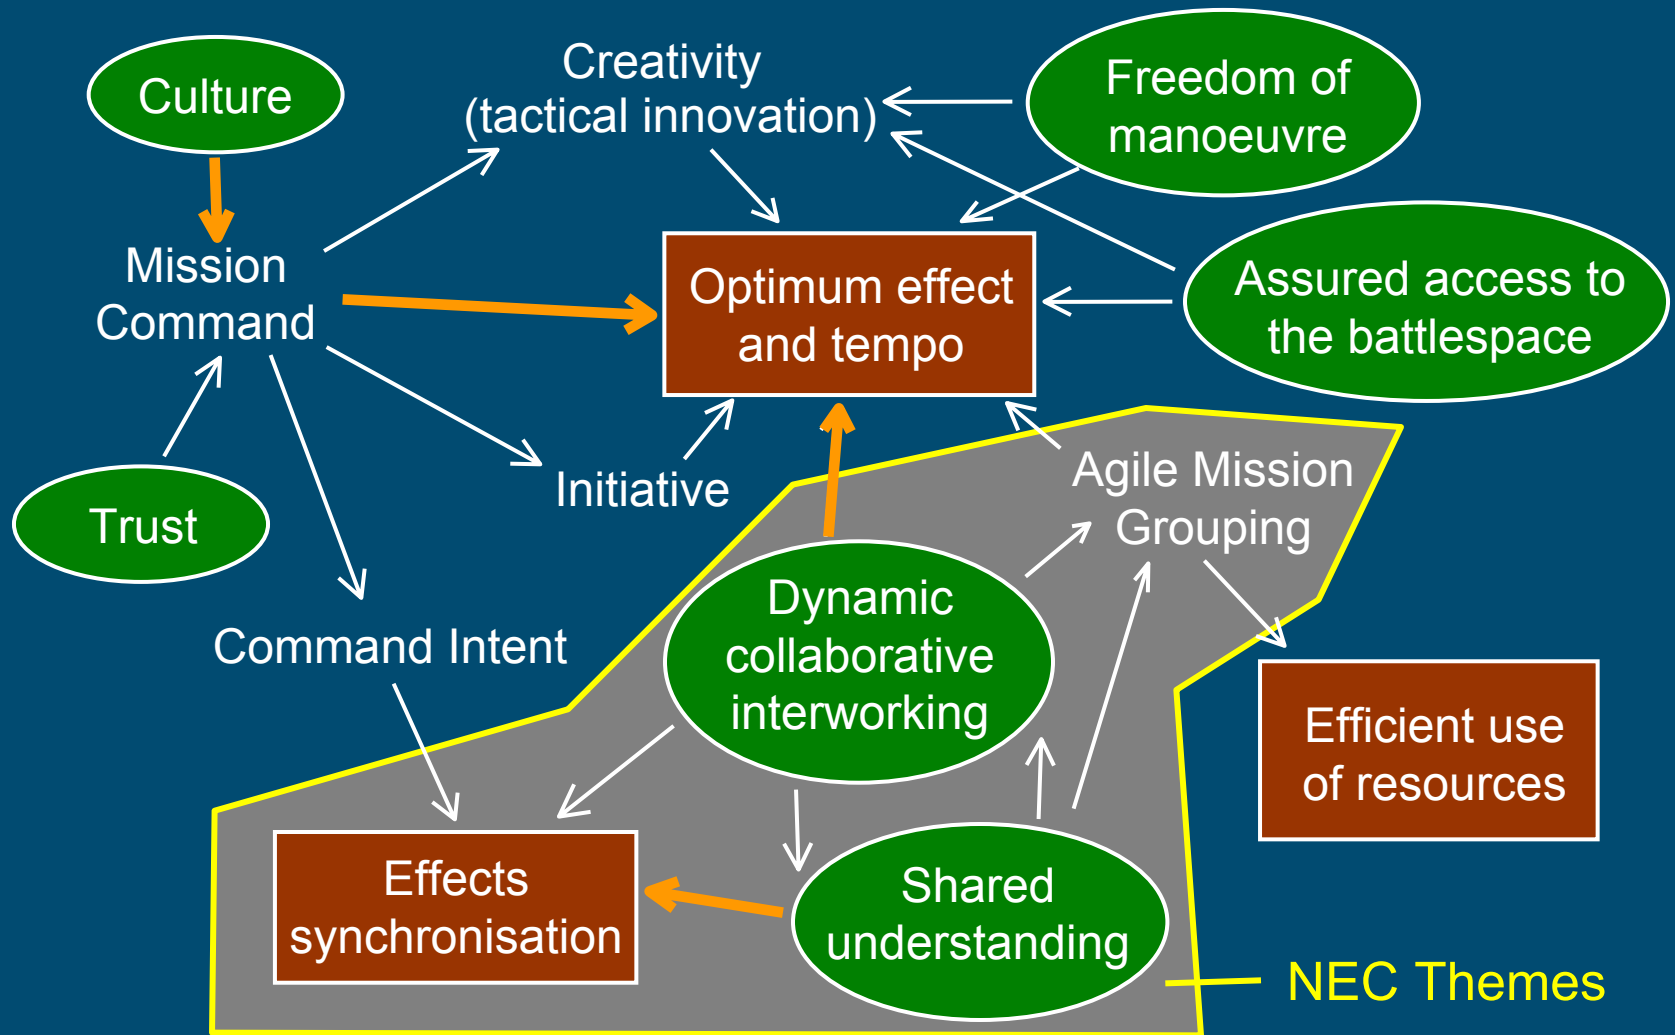 Culture
Creativity
(tactical innovation)
Freedom of
manoeuvre
Mission
Command
Optimum effect
and tempo
Assured access to
the battlespace
Trust
Initiative
Agile Mission
Grouping
Command Intent
Dynamic
collaborative
interworking
Efficient use
of resources
Effects
synchronisation
Shared
understanding
NEC Themes